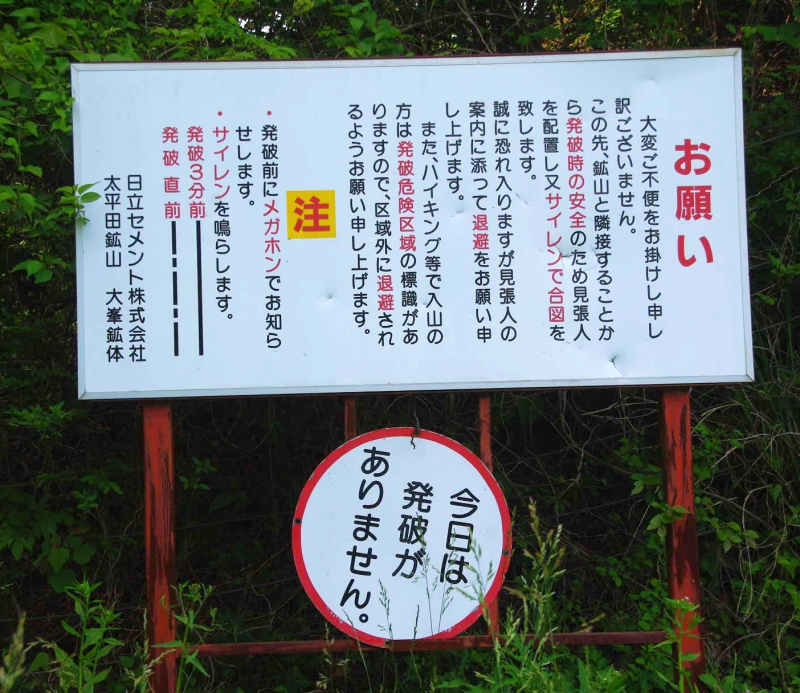 お願い
大変ご不便をお掛けし申し
訳ございません。
この先、鉱山と隣接することか
ら発破時の安全のため見張人
を配置し又サイレンで合図を
致します。
誠に恐れ入りますが見張人の
案内に添って退避をお願い申
し上げます。
また、ハイキング等で入山の
方は発破危険区域の標識があ
りますので、区域外に退避され
るようお願い申し上げます。
注
・発破前にメガホンでお知ら
せします。
・サイレンを鳴らします。
発破3分前
発破直前
日立セメント株式会社
太平田鉱山 大峯鉱体
今日は
発破が
ありません。